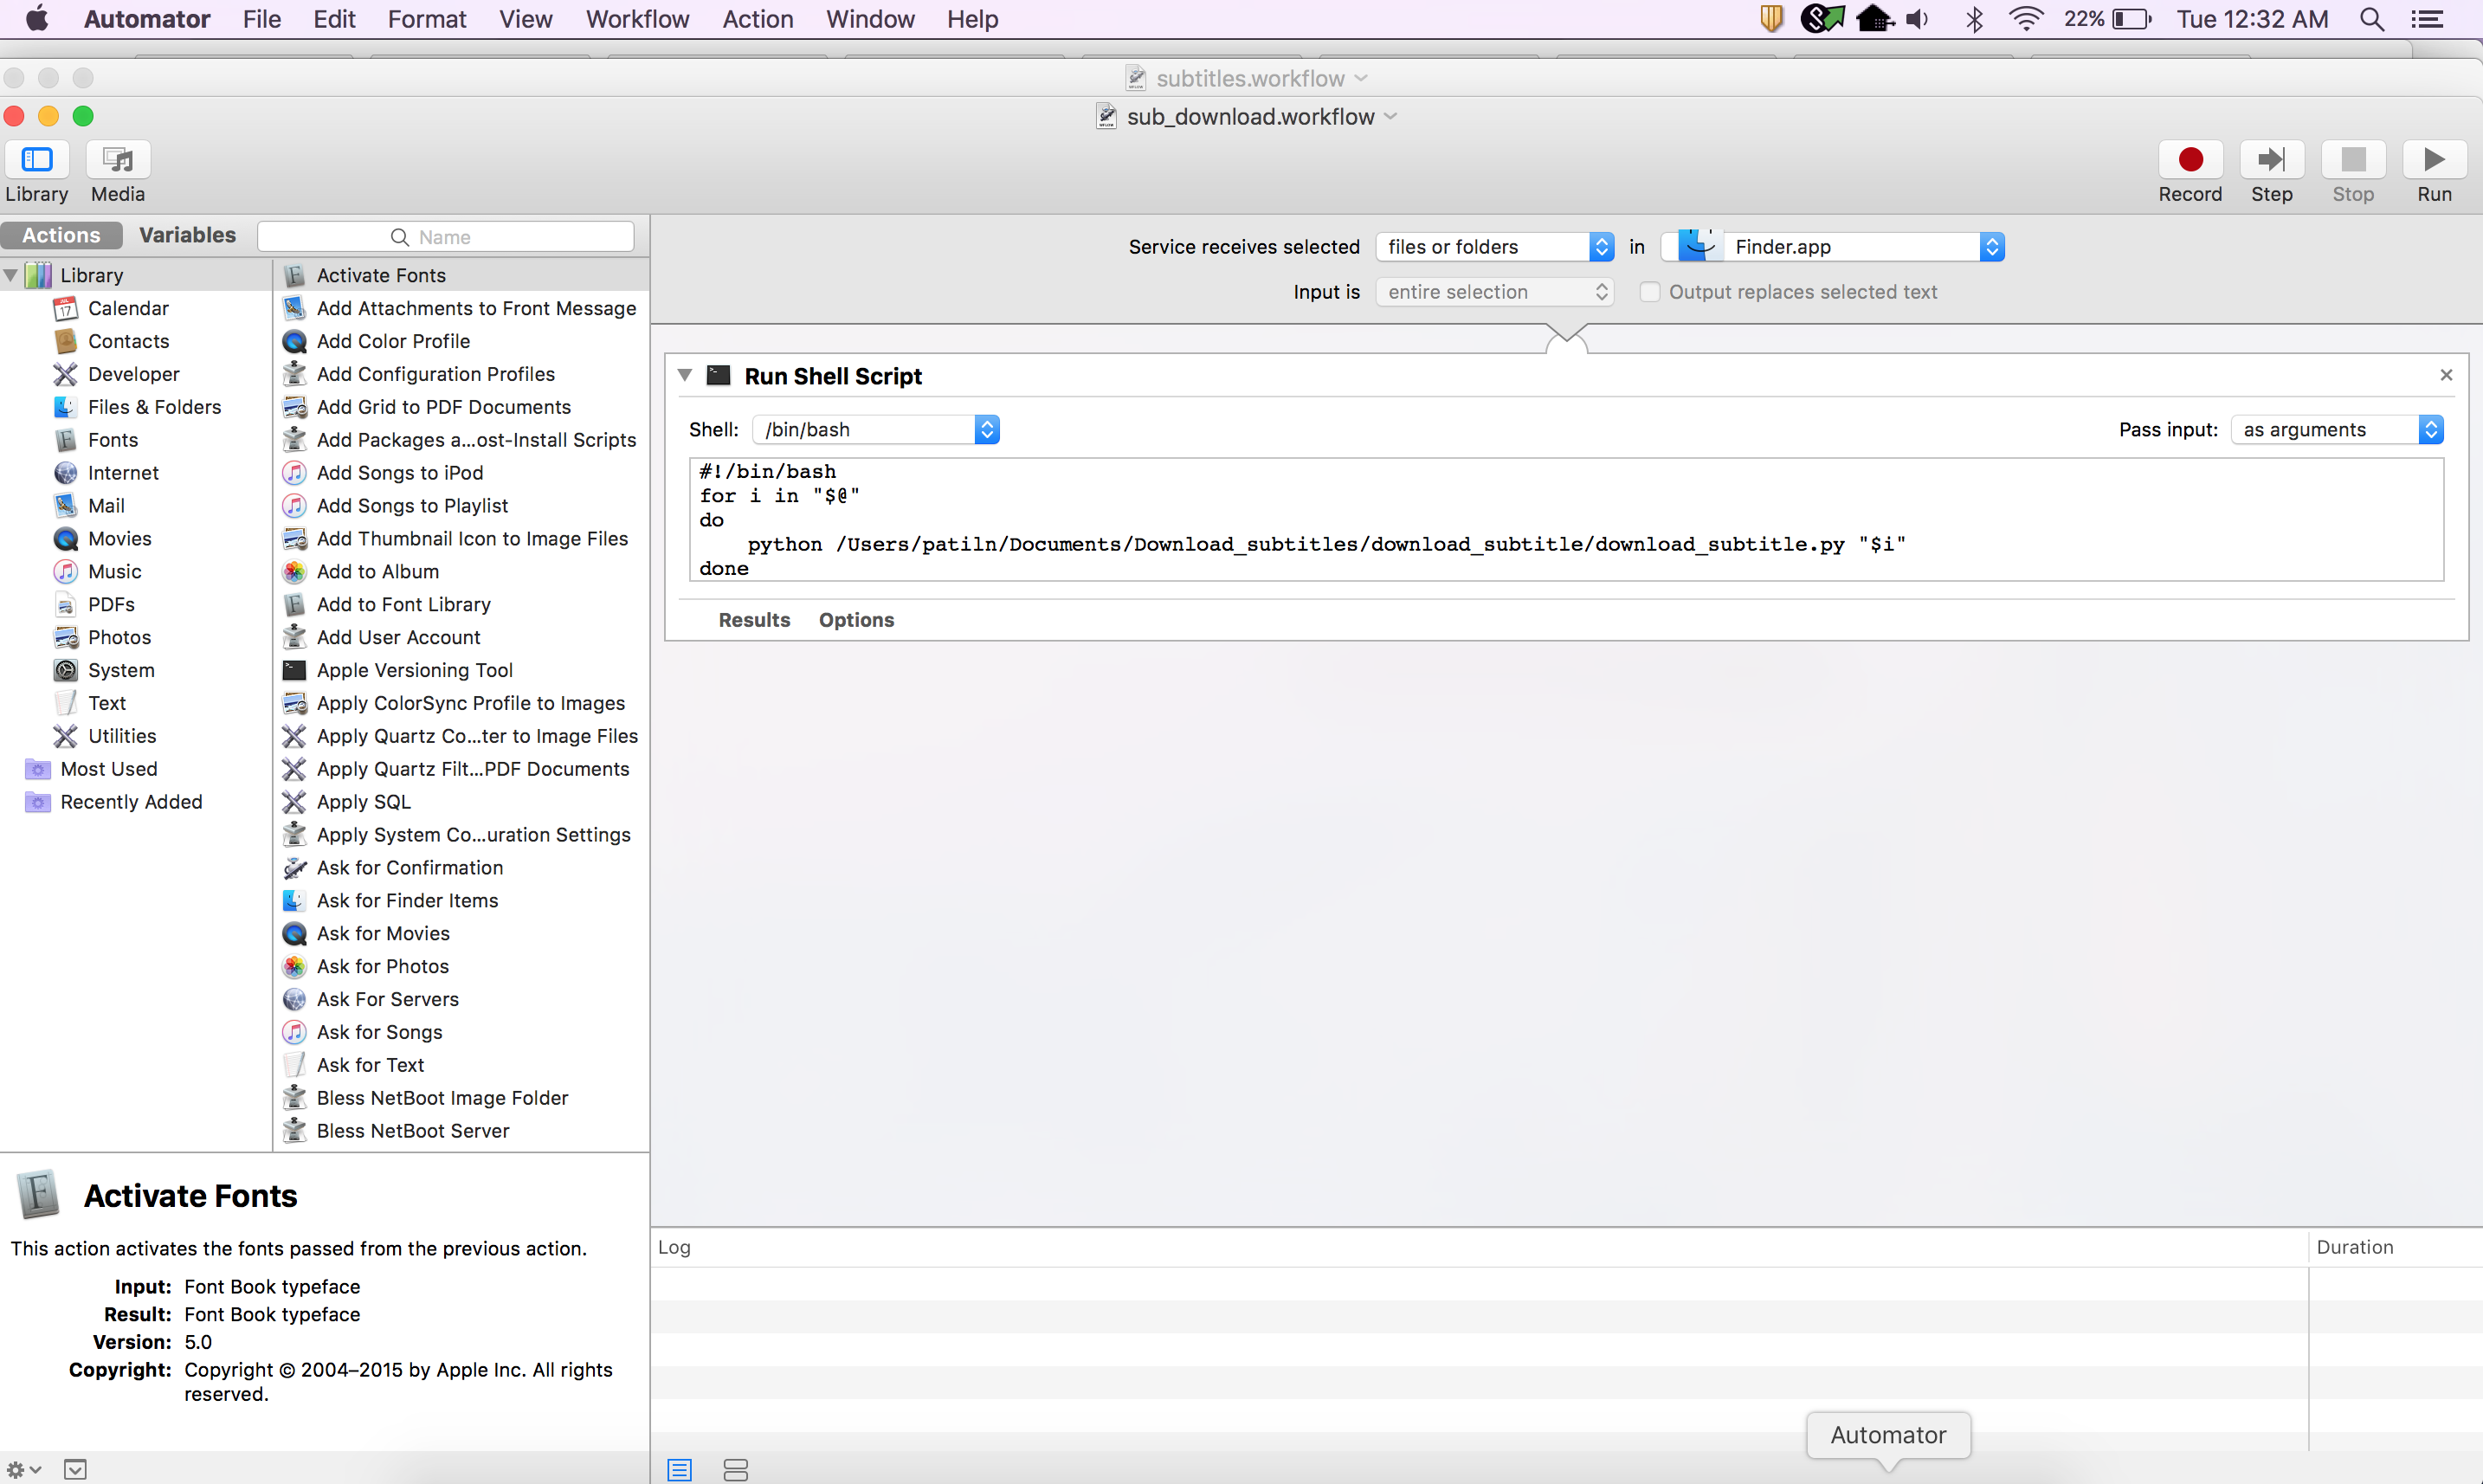 Automator File Edit Format View Workflow Action Window Help 22% Tue 12:32 AM
subtitles.workflow
sub_download.workflow
Library Media Record Step Stop Run
Actions Variables Name
Service receives selected files or folders in Finder.app
Input is entire selection Output replaces selected text
Library
Calendar
Contacts
Developer
Files & Folders
Fonts
Internet
Mail
Movies
Music
PDFs
Photos
System
Text
Utilities
Most Used
Recently Added
Activate Fonts
Add Attachments to Front Message
Add Color Profile
Add Configuration Profiles
Add Grid to PDF Documents
Add Packages a...ost-Install Scripts
Add Songs to iPod
Add Songs to Playlist
Add Thumbnail Icon to Image Files
Add to Album
Add to Font Library
Add User Account
Apple Versioning Tool
Apply ColorSync Profile to Images
Apply Quartz Co...ter to Image Files
Apply Quartz Filt...PDF Documents
Apply SQL
Apply System Co...uration Settings
Ask for Confirmation
Ask for Finder Items
Ask for Movies
Ask for Photos
Ask For Servers
Ask for Songs
Ask for Text
Bless NetBoot Image Folder
Bless NetBoot Server
Run Shell Script
Shell: /bin/bash Pass input: as arguments
#!/bin/bash
for i in "$@"
do
python /Users/patiln/Documents/Download_subtitles/download_subtitle/download_subtitle.py "$i"
done
Results Options
Activate Fonts
This action activates the fonts passed from the previous action.
Input: Font Book typeface
Result: Font Book typeface
Version: 5.0
Copyright: Copyright © 2004–2015 by Apple Inc. All rights
reserved.
Log Duration
Automator